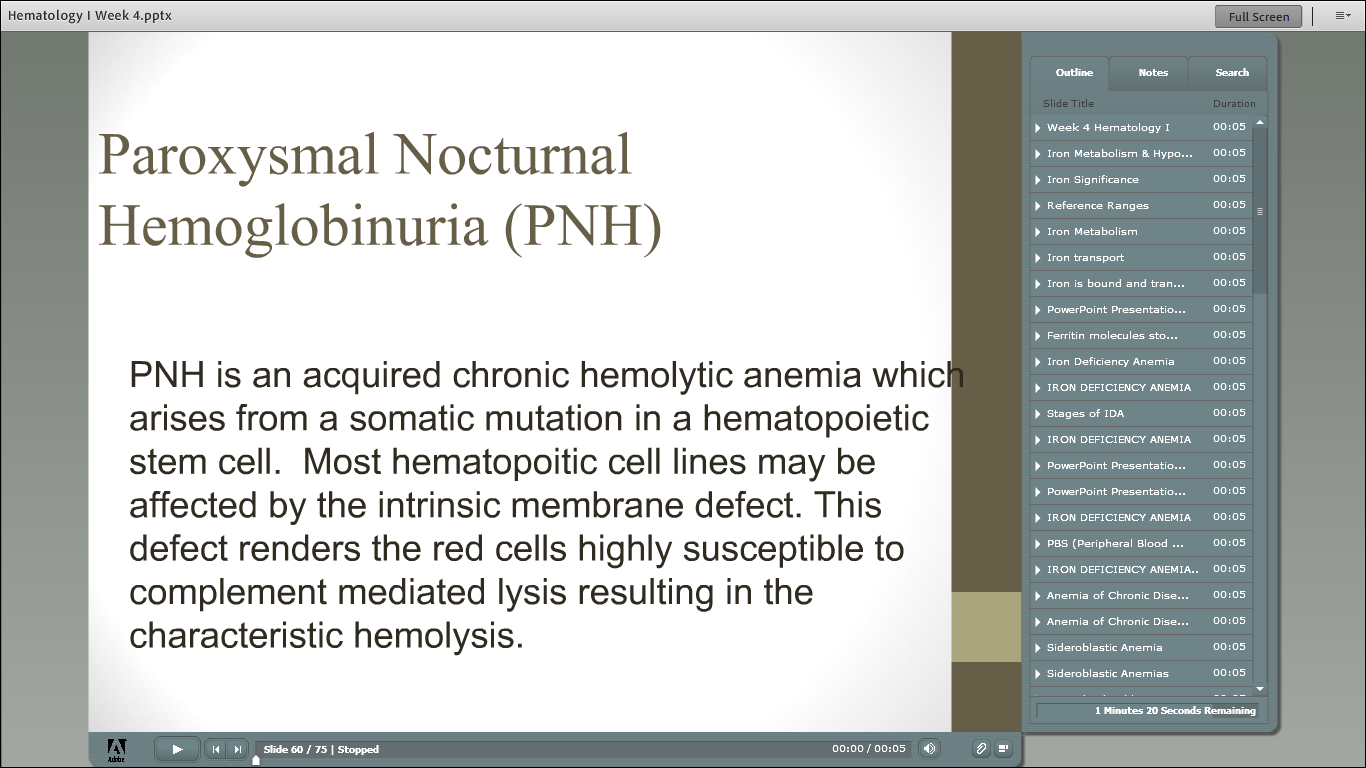 Hematology I Week 4.pptx
Full Screen
Paroxysmal Nocturnal
Hemoglobinuria (PNH)
PNH is an acquired chronic hemolytic anemia which
arises from a somatic mutation in a hematopoietic
stem cell.  Most hematopoitic cell lines may be
affected by the intrinsic membrane defect. This
defect renders the red cells highly susceptible to
complement mediated lysis resulting in the
characteristic hemolysis.
Outline Notes Search
Slide Title Duration
Week 4 Hematology I 00:05
Iron Metabolism & Hypo... 00:05
Iron Significance 00:05
Reference Ranges 00:05
Iron Metabolism 00:05
Iron transport 00:05
Iron is bound and tran... 00:05
PowerPoint Presentatio... 00:05
Ferritin molecules sto... 00:05
Iron Deficiency Anemia 00:05
IRON DEFICIENCY ANEMIA 00:05
Stages of IDA 00:05
IRON DEFICIENCY ANEMIA 00:05
PowerPoint Presentatio... 00:05
PowerPoint Presentatio... 00:05
IRON DEFICIENCY ANEMIA 00:05
PBS (Peripheral Blood ... 00:05
IRON DEFICIENCY ANEMIA.. 00:05
Anemia of Chronic Dise... 00:05
Anemia of Chronic Dise... 00:05
Sideroblastic Anemia 00:05
Sideroblastic Anemias 00:05
1 Minutes 20 Seconds Remaining
Adobe
Slide 60 / 75 | Stopped
00:00 / 00:05